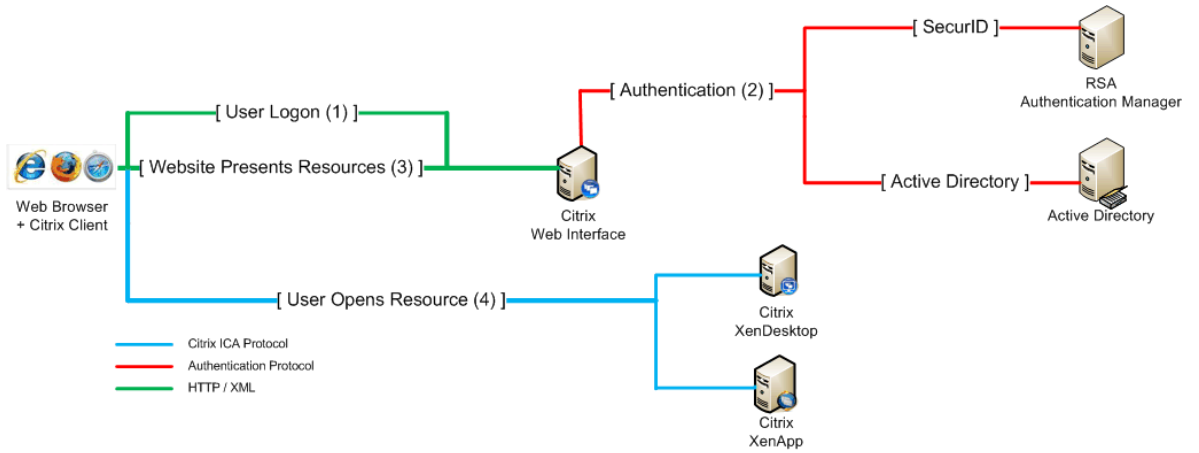 [ SecurID ]
RSA
Authentication Manager
[ Authentication (2) ]
[ User Logon (1) ]
[ Website Presents Resources (3) ]
[ Active Directory ]
Web Browser
+ Citrix Client
Citrix
Web Interface
Active Directory
[ User Opens Resource (4) ]
Citrix
XenDesktop
Citrix ICA Protocol
Authentication Protocol
HTTP / XML
Citrix
XenApp